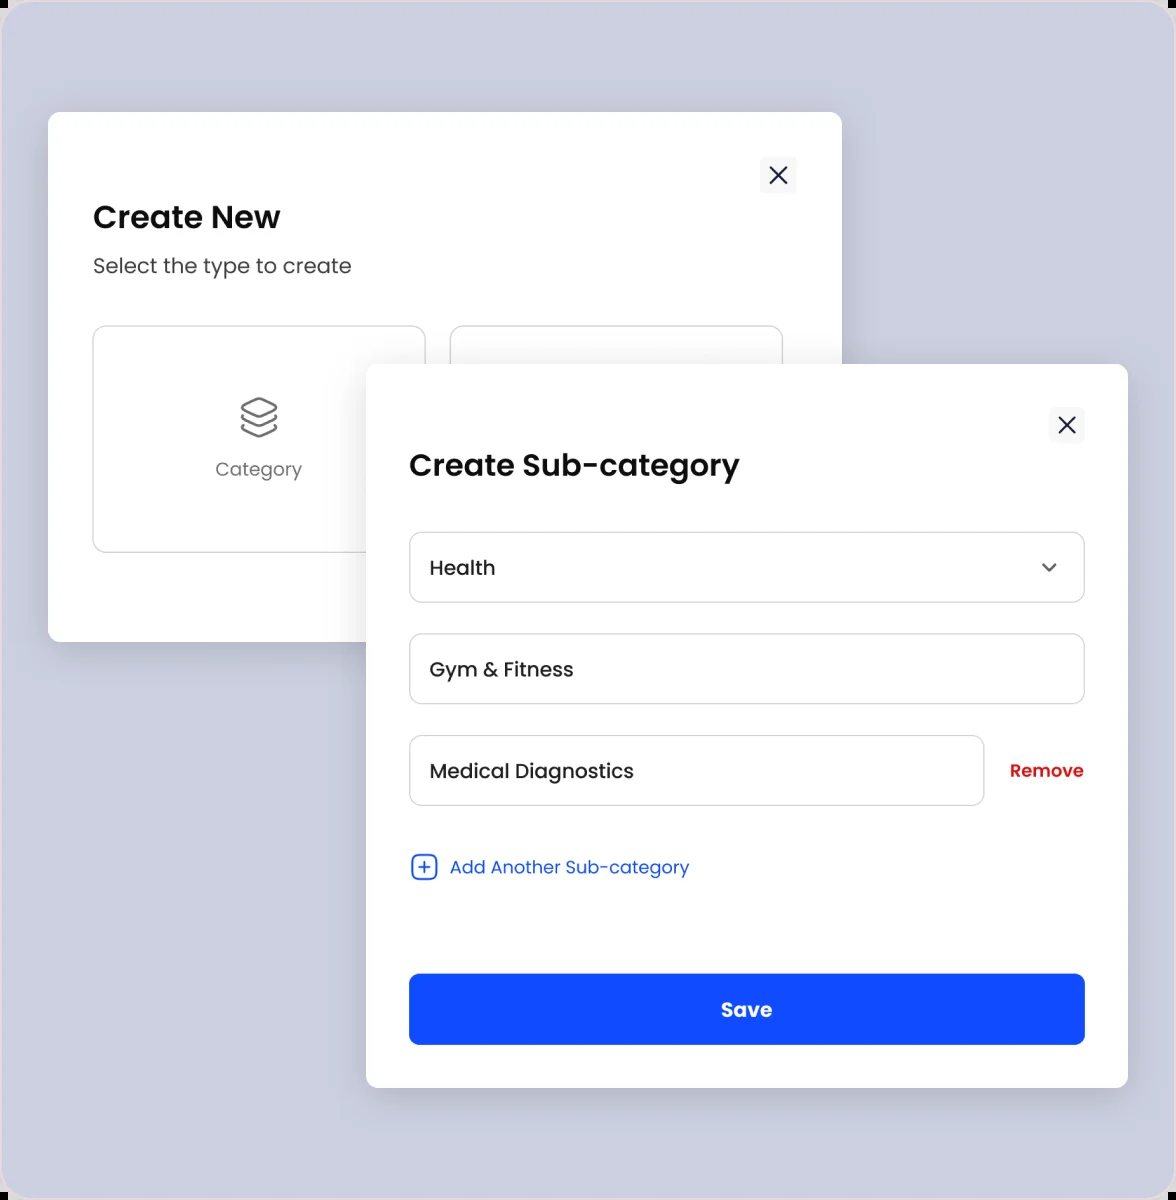 Create New
Select the type to create
Category
Create Sub-category
Health
Gym & Fitness
Medical Diagnostics
Remove
Add Another Sub-category
Save